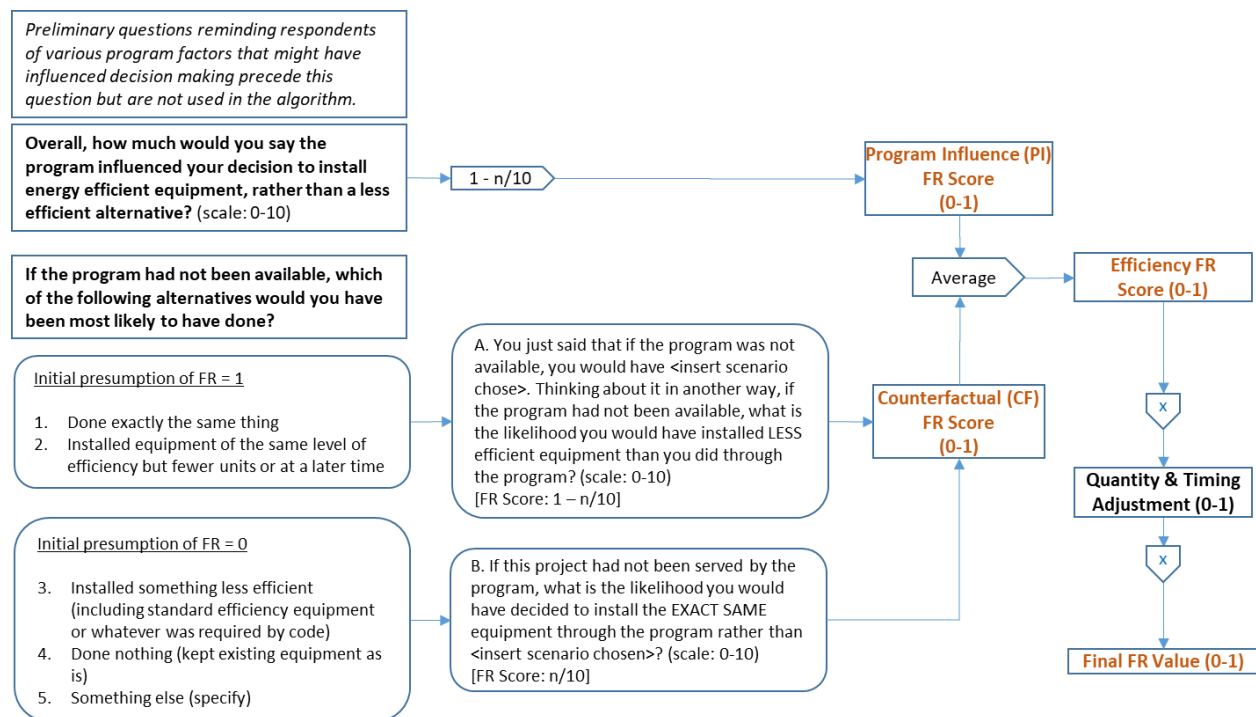 Preliminary questions reminding respondents
of various program factors that might have
influenced decision making precede this
question but are not used in the algorithm.
Overall, how much would you say the
program influenced your decision to install
energy efficient equipment, rather than a less
efficient alternative? (scale: 0-10)
1 - n/10
Program Influence (PI)
FR Score
(0-1)
If the program had not been available, which
of the following alternatives would you have
been most likely to have done?
Average
Efficiency FR
Score (0-1)
Initial presumption of FR = 1
1. Done exactly the same thing
2. Installed equipment of the same level of
efficiency but fewer units or at a later time
A. You just said that if the program was not
available, you would have <insert scenario
chose>. Thinking about it in another way, if
the program had not been available, what is
the likelihood you would have installed LESS
efficient equipment than you did through
the program? (scale: 0-10)
[FR Score: 1 – n/10]
Counterfactual (CF)
FR Score
(0-1)
x
Quantity & Timing
Adjustment (0-1)
x
Initial presumption of FR = 0
3. Installed something less efficient
(including standard efficiency equipment
or whatever was required by code)
4. Done nothing (kept existing equipment as
is)
5. Something else (specify)
B. If this project had not been served by the
program, what is the likelihood you would
have decided to install the EXACT SAME
equipment through the program rather than
<insert scenario chosen>? (scale: 0-10)
[FR Score: n/10]
Final FR Value (0-1)